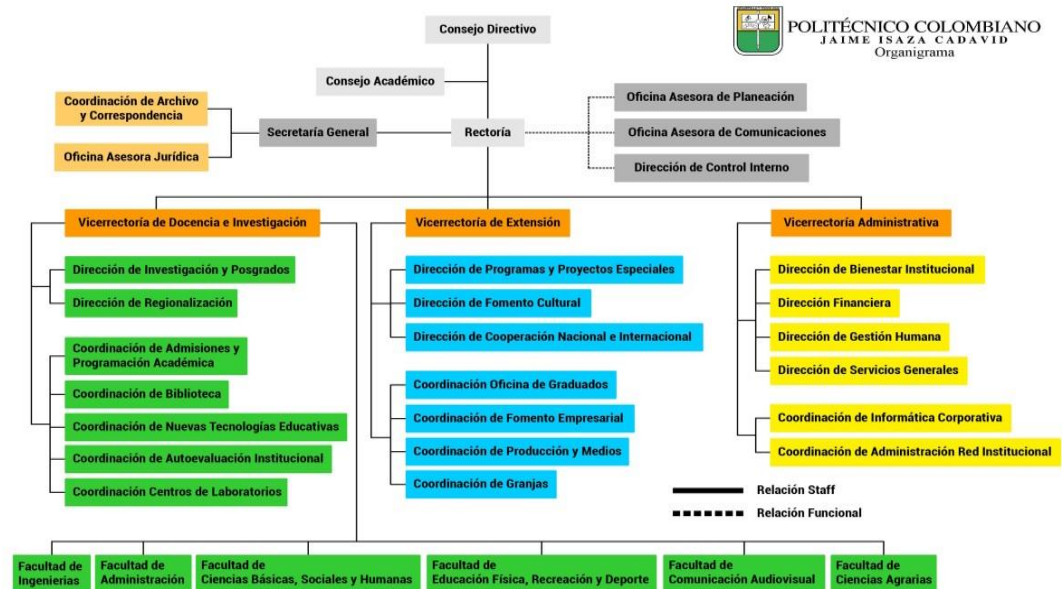 POLITÉCNICO COLOMBIANO
JAIME ISAZA CADAVID
Organigrama
Consejo Directivo
Consejo Académico
Coordinación de Archivo
y Correspondencia
Oficina Asesora Jurídica
Secretaría General
Rectoría
Oficina Asesora de Planeación
Oficina Asesora de Comunicaciones
Dirección de Control Interno
Vicerrectoría de Docencia e Investigación
Dirección de Investigación y Posgrados
Dirección de Regionalización
Coordinación de Admisiones y
Programación Académica
Coordinación de Biblioteca
Coordinación de Nuevas Tecnologías Educativas
Coordinación de Autoevaluación Institucional
Coordinación Centros de Laboratorios
Vicerrectoría de Extensión
Dirección de Programas y Proyectos Especiales
Dirección de Fomento Cultural
Dirección de Cooperación Nacional e Internacional
Coordinación Oficina de Graduados
Coordinación de Fomento Empresarial
Coordinación de Producción y Medios
Coordinación de Granjas
Vicerrectoría Administrativa
Dirección de Bienestar Institucional
Dirección Financiera
Dirección de Gestión Humana
Dirección de Servicios Generales
Coordinación de Informática Corporativa
Coordinación de Administración Red Institucional
Relación Staff
Relación Funcional
Facultad de
Ingenierias
Facultad de
Administración
Facultad de
Ciencias Básicas, Sociales y Humanas
Facultad de
Educación Física, Recreación y Deporte
Facultad de
Comunicación Audiovisual
Facultad de
Ciencias Agrarias